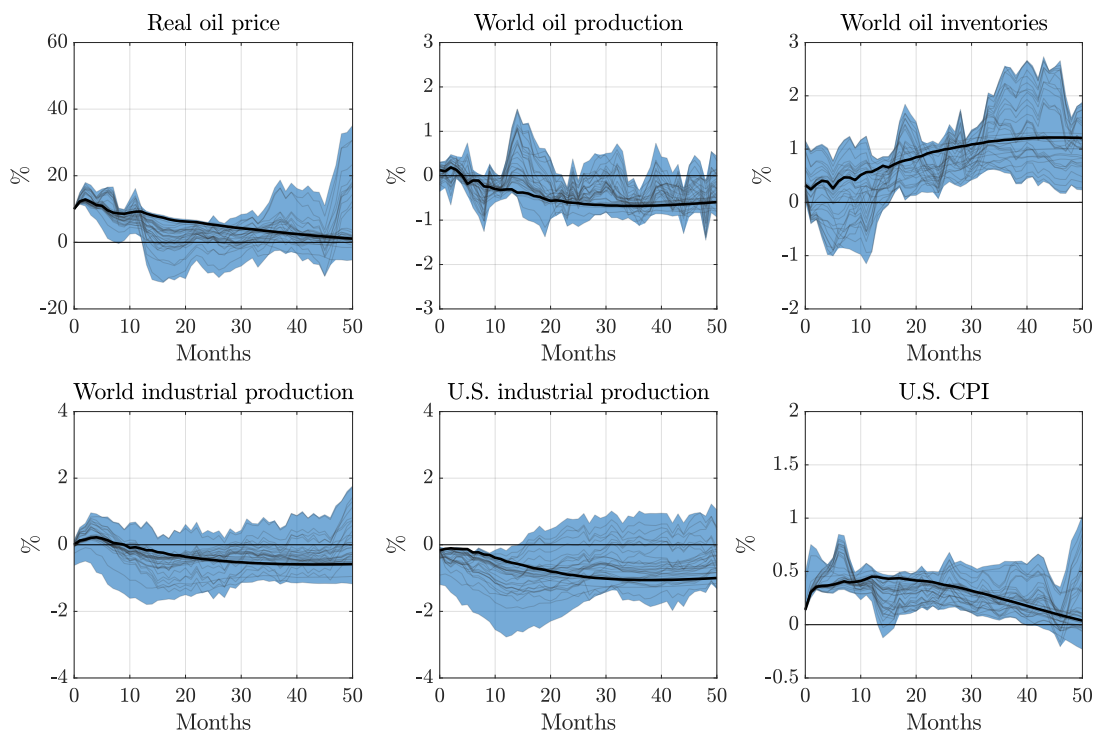 Real oil price
World oil production
World oil inventories
60
40
20
0
-20
%
0 10 20 30 40 50
Months
3
2
1
0
-1
-2
-3
%
0 10 20 30 40 50
Months
3
2
1
0
-1
-2
%
0 10 20 30 40 50
Months
World industrial production
U.S. industrial production
U.S. CPI
4
2
0
-2
-4
%
0 10 20 30 40 50
Months
4
2
0
-2
-4
%
0 10 20 30 40 50
Months
2
1.5
1
0.5
0
-0.5
%
0 10 20 30 40 50
Months